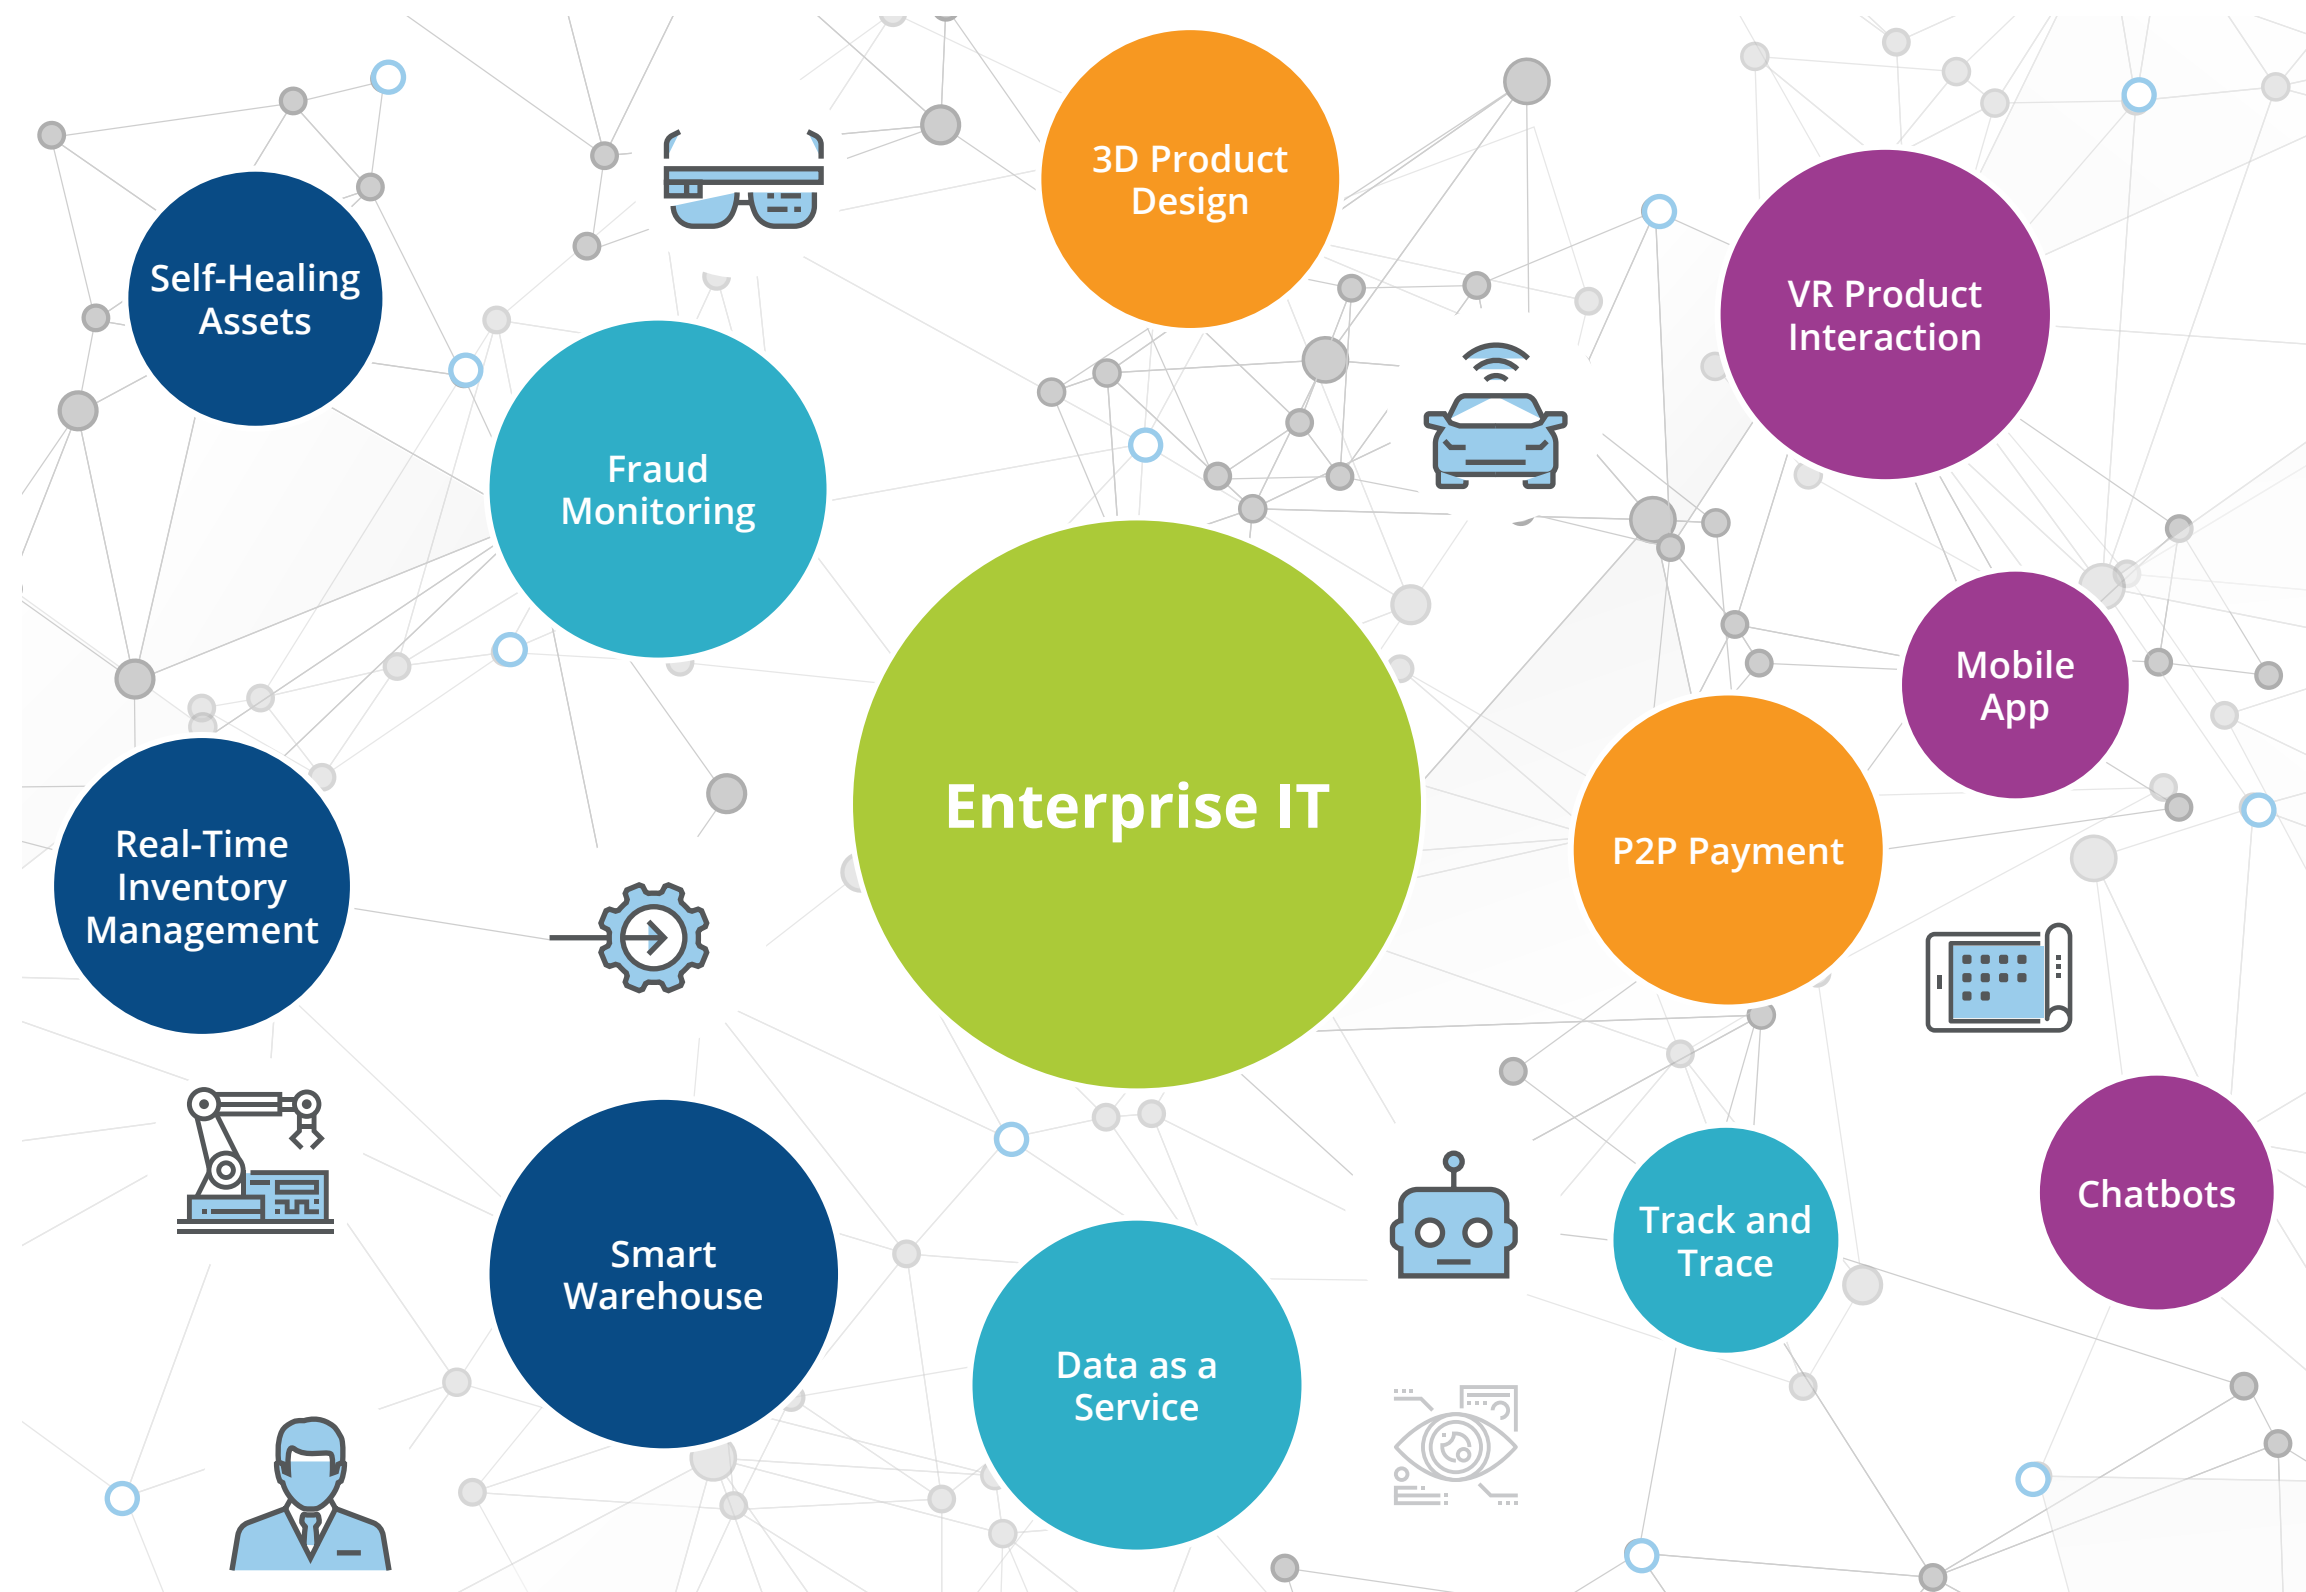 3D Product
Design
Self-Healing
Assets
VR Product
Interaction
Fraud
Monitoring
Mobile
App
Enterprise IT
P2P Payment
Real-Time
Inventory
Management
Chatbots
Track and
Trace
Smart
Warehouse
Data as a
Service